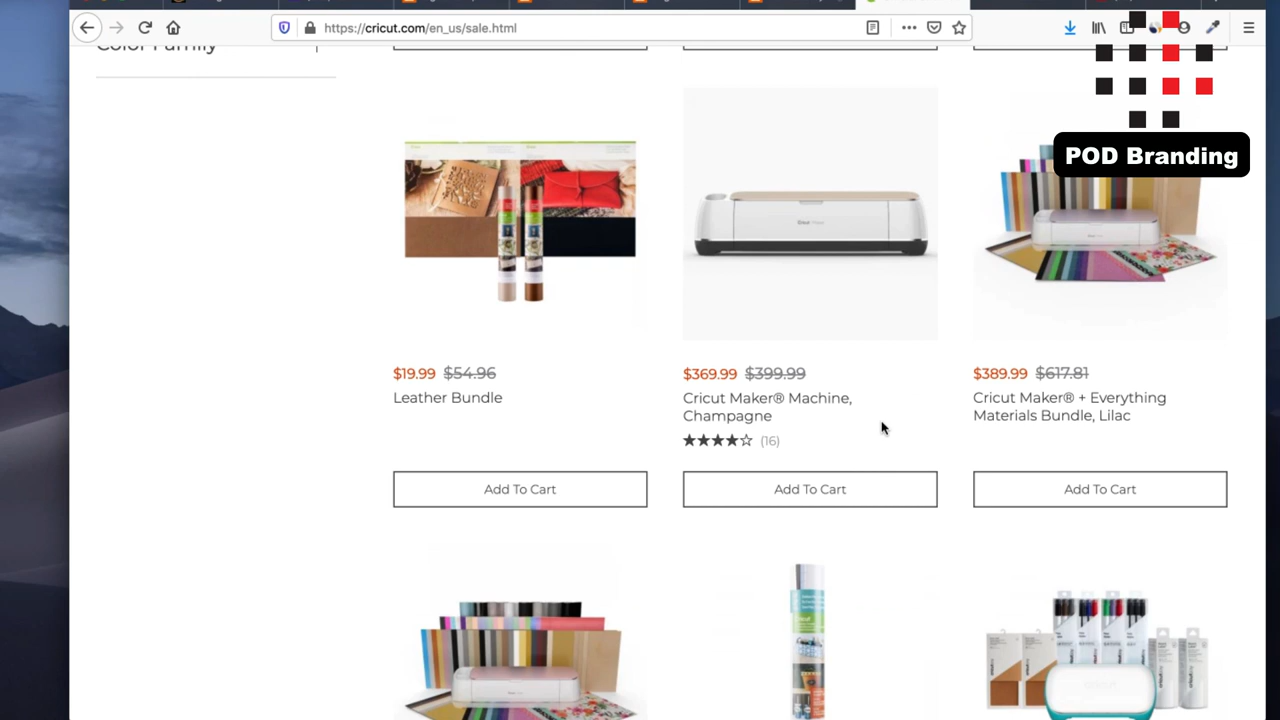 https://cricut.com/en_us/sale.html
Color Family
POD Branding
$19.99 $54.96
Leather Bundle
Add To Cart
$369.99 $399.99
Cricut Maker® Machine,
Champagne
(16)
Add To Cart
$389.99 $617.81
Cricut Maker® + Everything
Materials Bundle, Lilac
Add To Cart